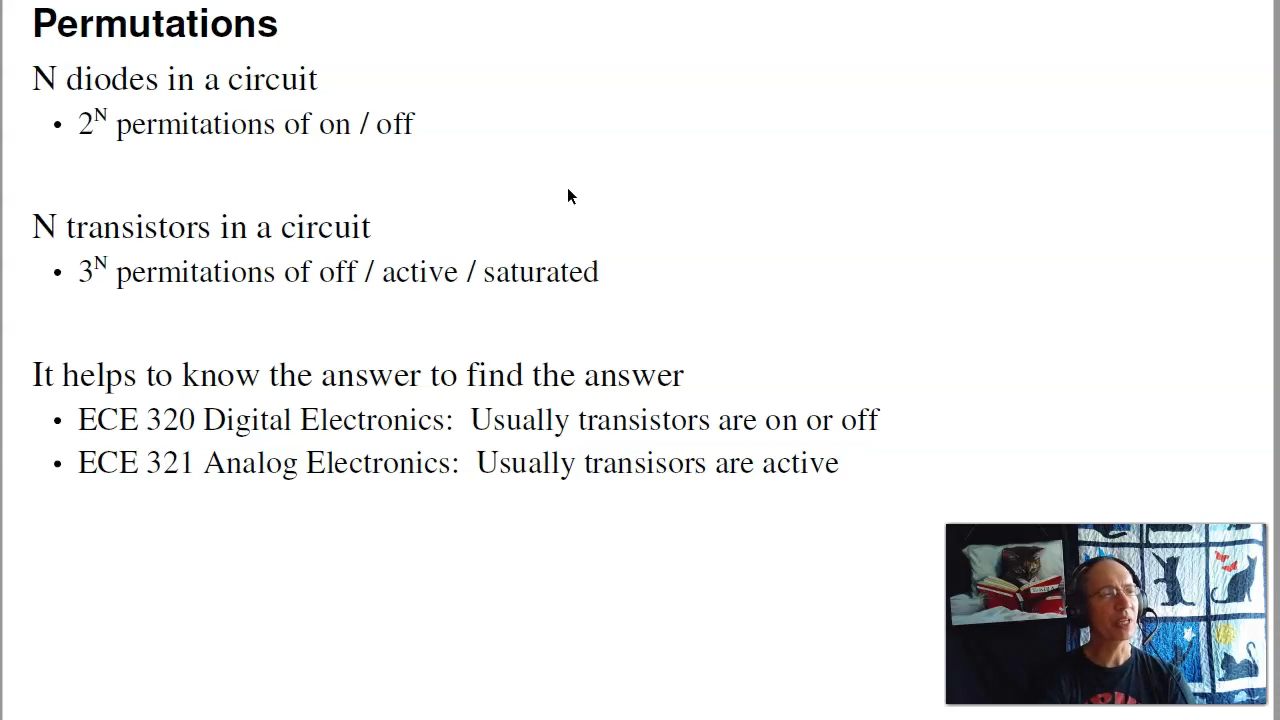 Permutations
N diodes in a circuit
• 2^N permitations of on / off
N transistors in a circuit
• 3^N permitations of off / active / saturated
It helps to know the answer to find the answer
• ECE 320 Digital Electronics: Usually transistors are on or off
• ECE 321 Analog Electronics: Usually transisors are active